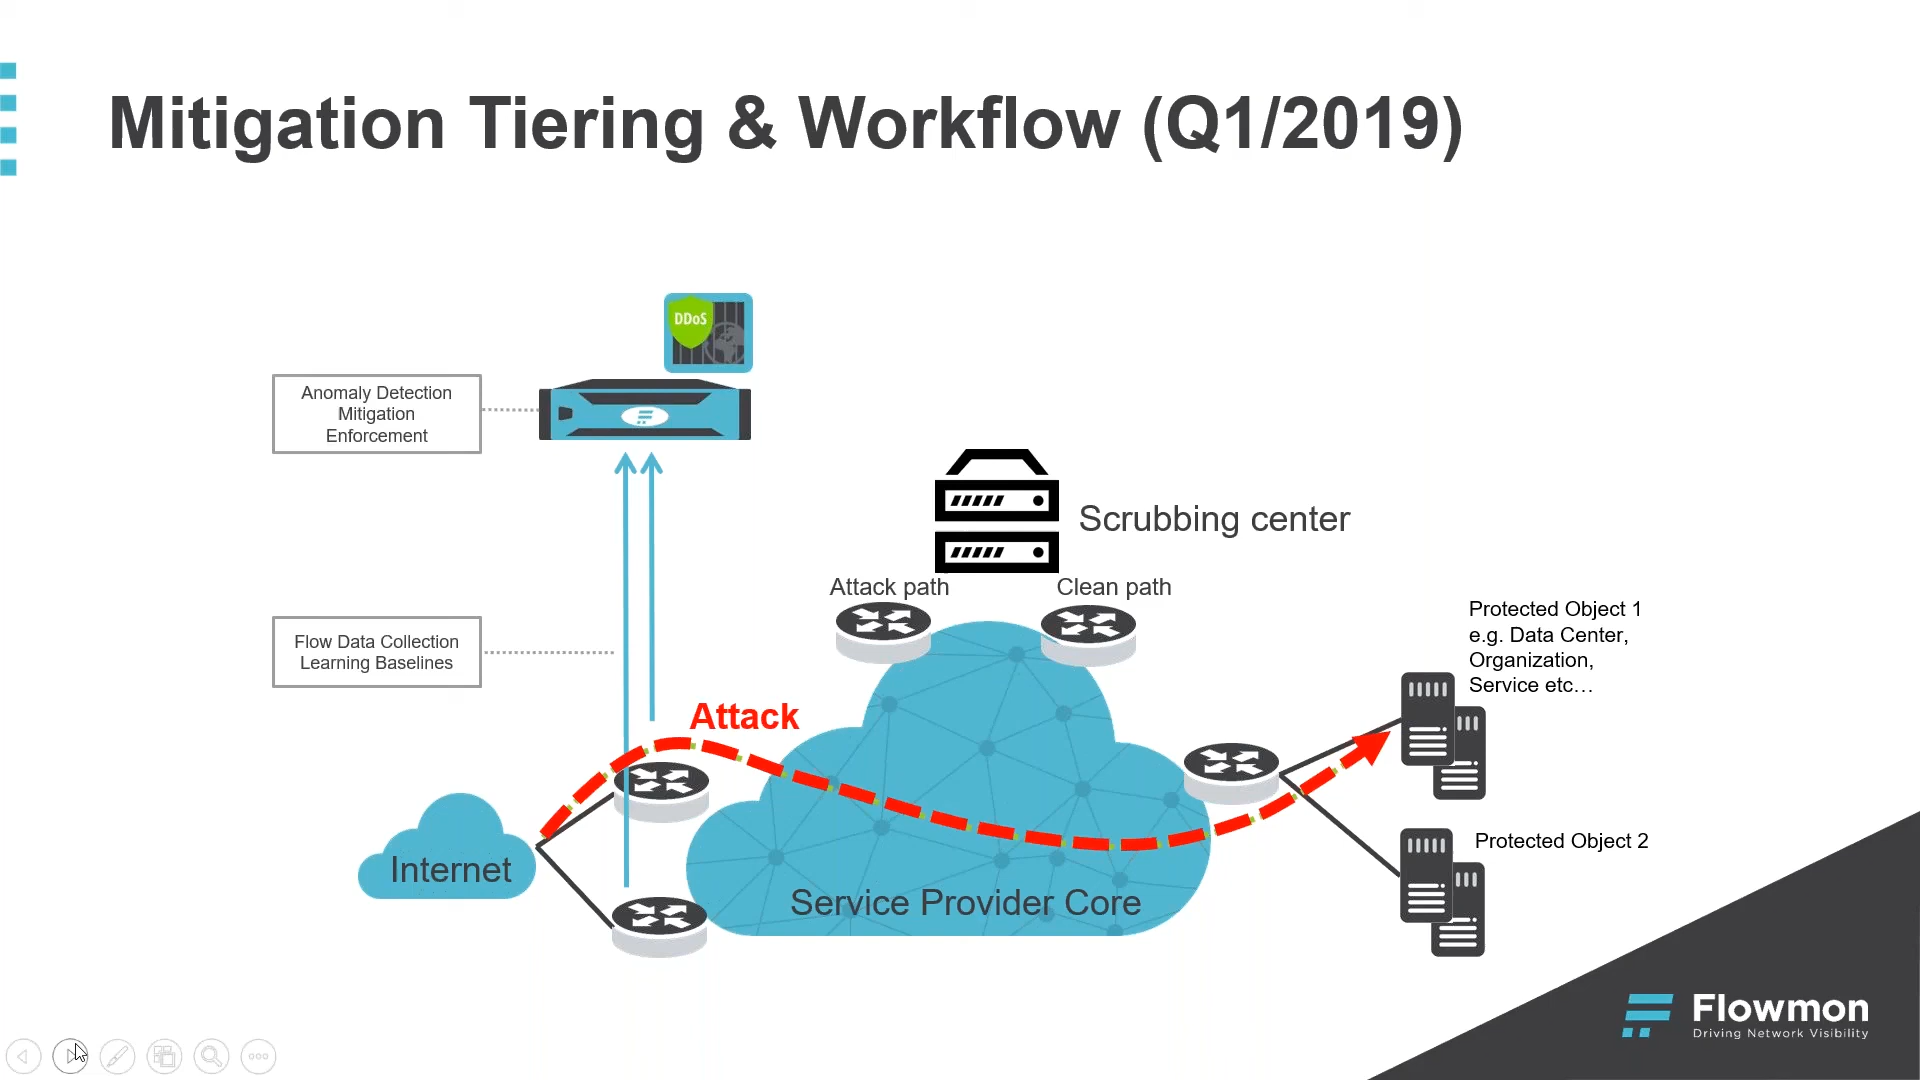 Mitigation Tiering & Workflow (Q1/2019)
DDoS
Anomaly Detection
Mitigation
Enforcement
Scrubbing center
Attack path
Clean path
Flow Data Collection
Learning Baselines
Protected Object 1
e.g. Data Center,
Organization,
Service etc…
Attack
Internet
Service Provider Core
Protected Object 2
Flowmon
Driving Network Visibility